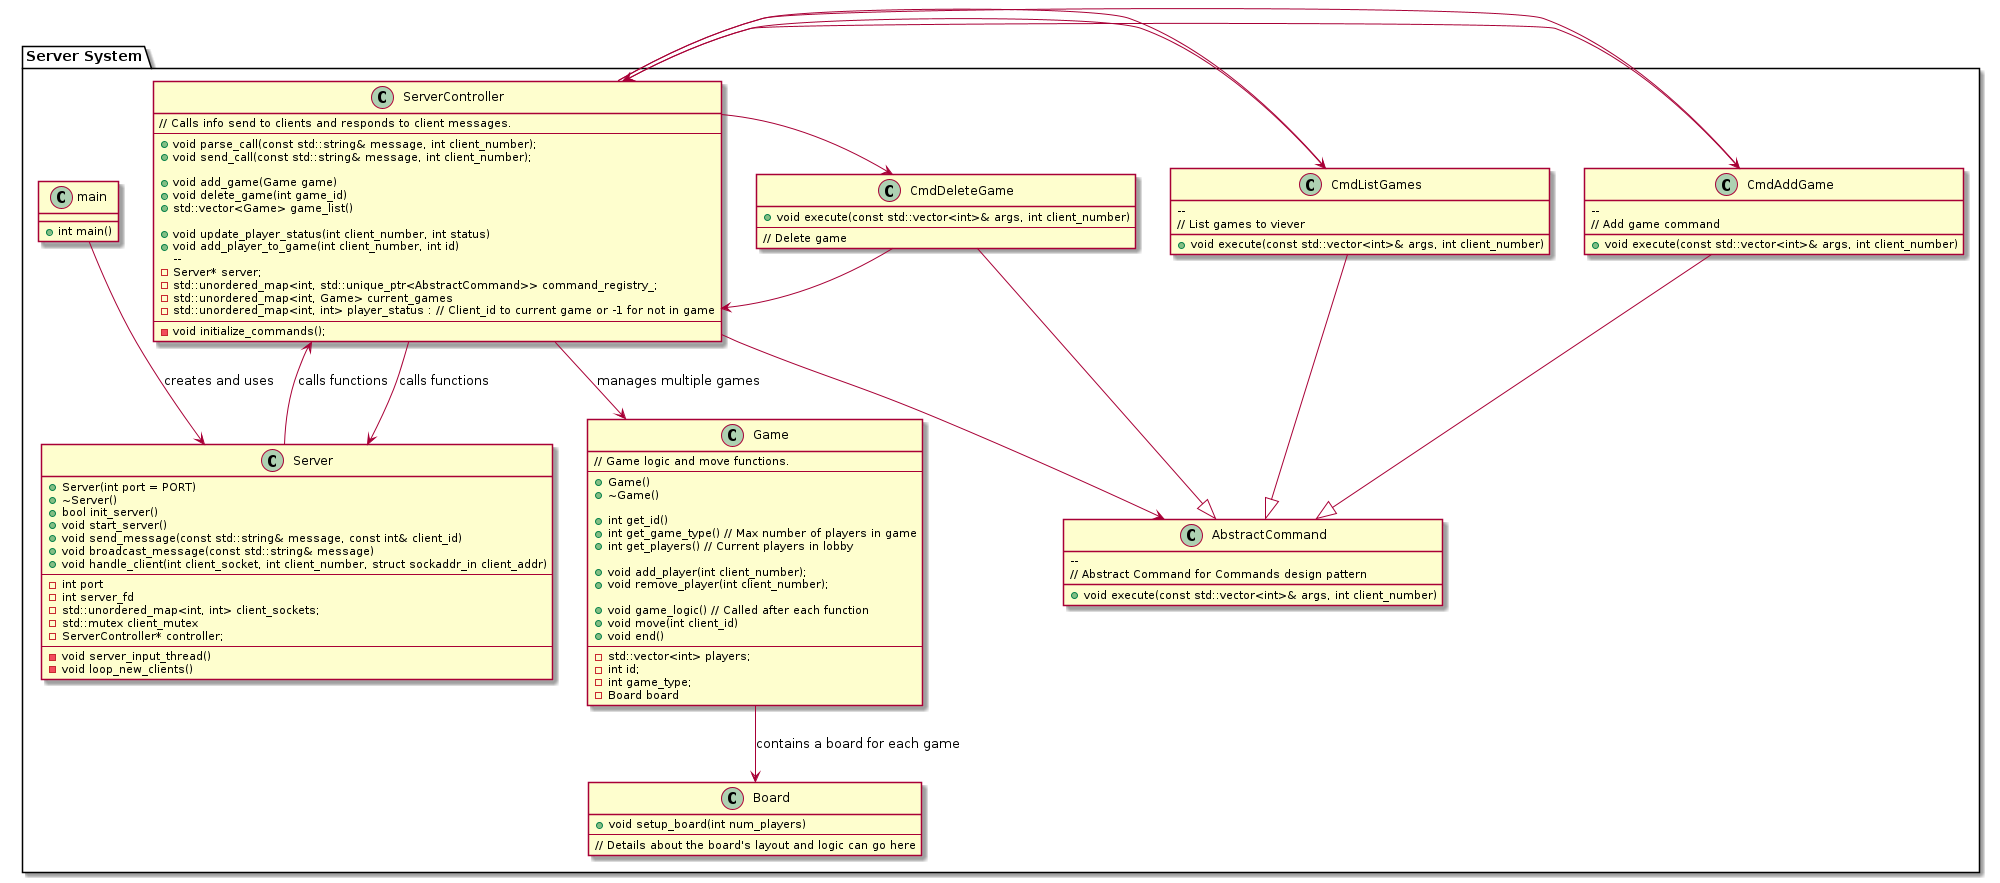 Server System
C ServerController
// Calls info send to clients and responds to client messages.
void parse_call(const std::string& message, int client_number);
void send_call(const std::string& message, int client_number);
void add_game(Game game)
void delete_game(int game_id)
std::vector<Game> game_list()
void update_player_status(int client_number, int status)
void add_player_to_game(int client_number, int id)
--
Server* server;
std::unordered_map<int, std::unique_ptr<AbstractCommand>> command_registry_;
std::unordered_map<int, Game> current_games
std::unordered_map<int, int> player_status : // Client_id to current game or -1 for not in game
void initialize_commands();
C main
int main()
C CmdDeleteGame
void execute(const std::vector<int>& args, int client_number)
// Delete game
C CmdListGames
--
// List games to viever
void execute(const std::vector<int>& args, int client_number)
C CmdAddGame
--
// Add game command
void execute(const std::vector<int>& args, int client_number)
creates and uses
calls functions
calls functions
manages multiple games
C Server
Server(int port = PORT)
~Server()
bool init_server()
void start_server()
void send_message(const std::string& message, const int& client_id)
void broadcast_message(const std::string& message)
void handle_client(int client_socket, int client_number, struct sockaddr_in client_addr)
int port
int server_fd
std::unordered_map<int, int> client_sockets;
std::mutex client_mutex
ServerController* controller;
void server_input_thread()
void loop_new_clients()
C Game
// Game logic and move functions.
Game()
~Game()
int get_id()
int get_game_type() // Max number of players in game
int get_players() // Current players in lobby
void add_player(int client_number);
void remove_player(int client_number);
void game_logic() // Called after each function
void move(int client_id)
void end()
std::vector<int> players;
int id;
int game_type;
Board board
C AbstractCommand
--
// Abstract Command for Commands design pattern
void execute(const std::vector<int>& args, int client_number)
contains a board for each game
C Board
void setup_board(int num_players)
// Details about the board's layout and logic can go here